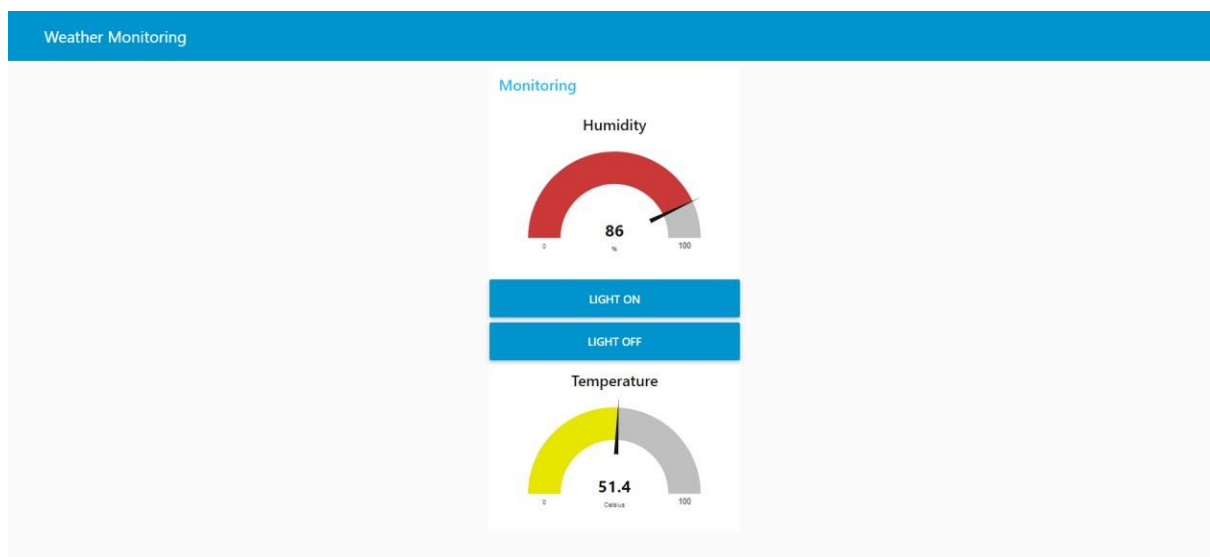 Weather Monitoring
Monitoring
Humidity
86
%
0
100
LIGHT ON
LIGHT OFF
Temperature
51.4
Celsius
0
100